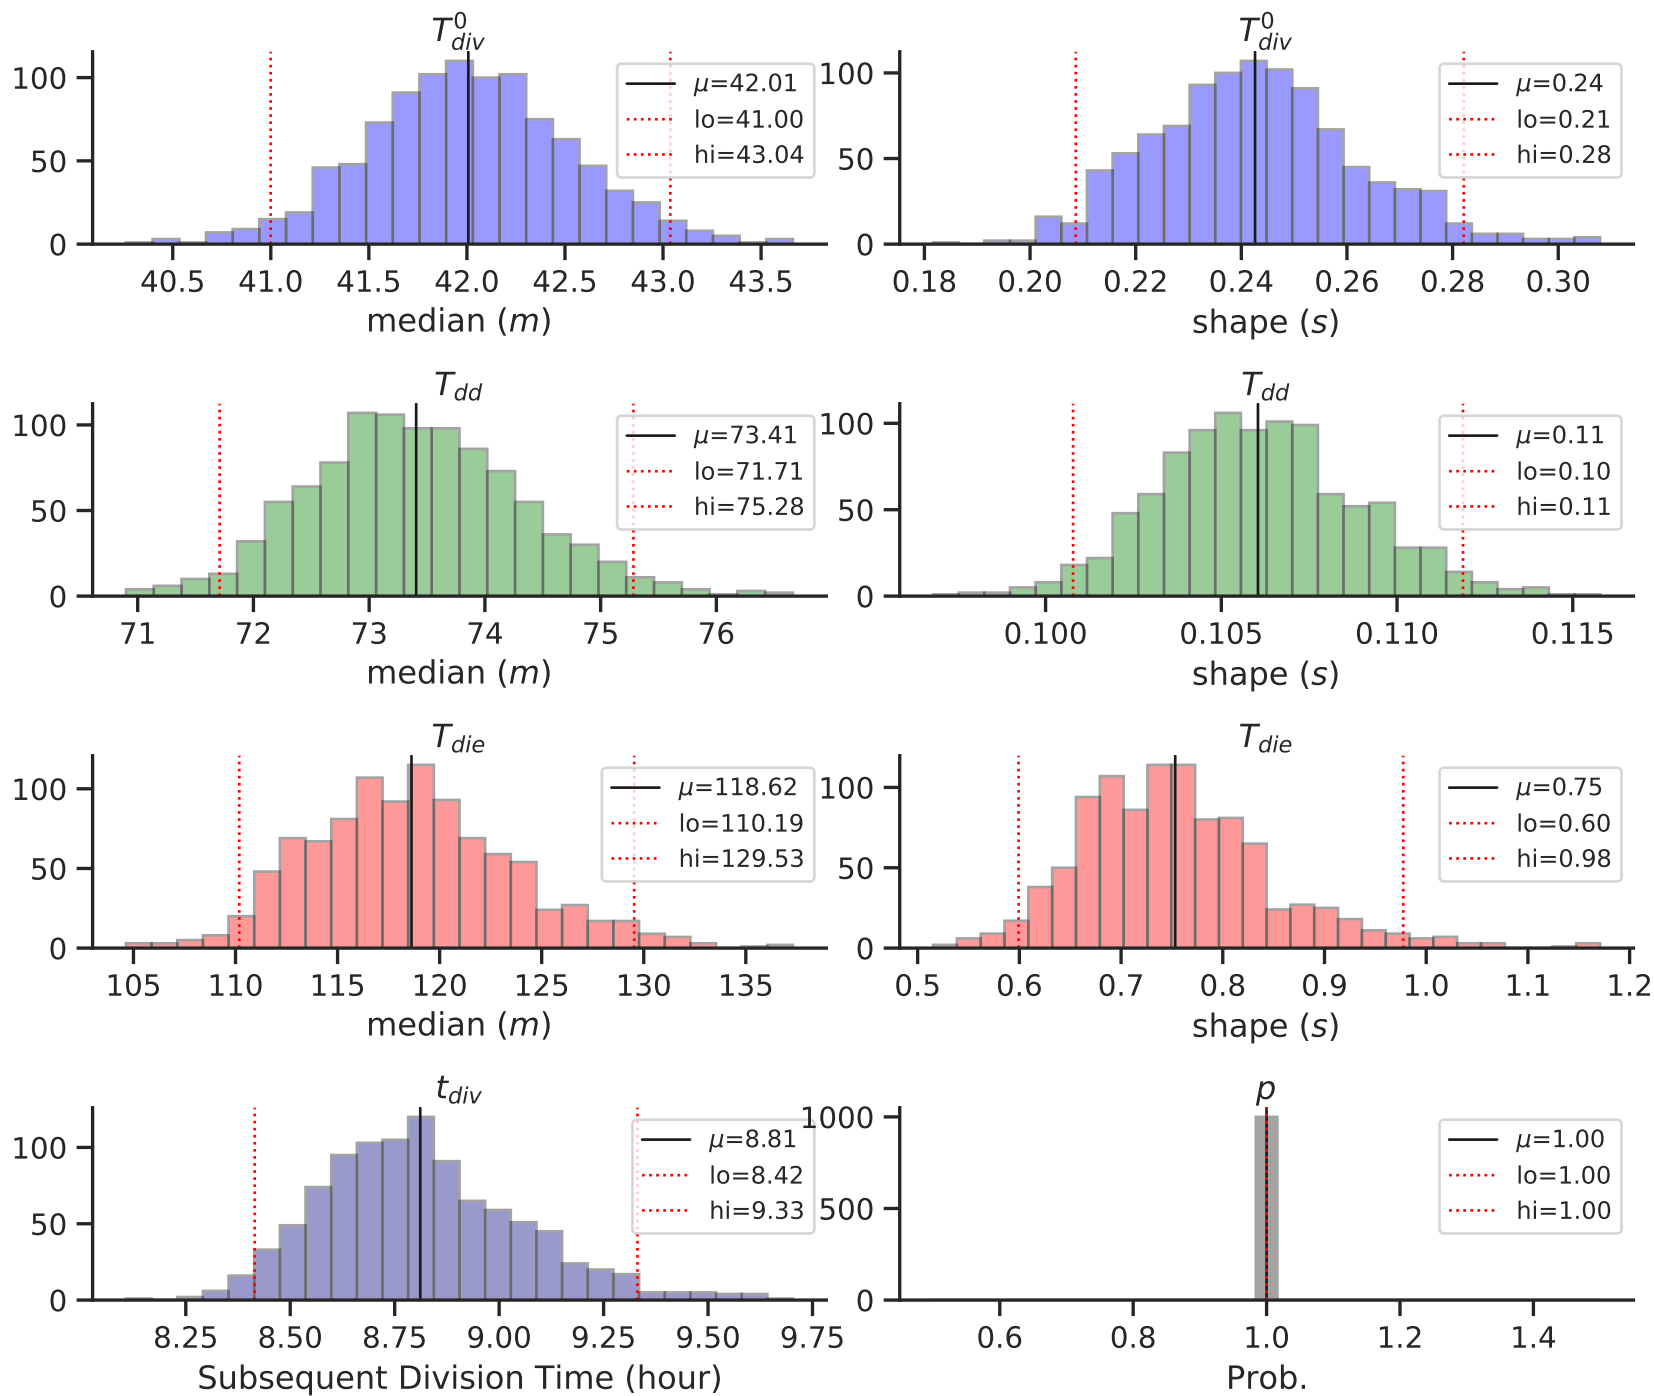 T⁰div
100
50
0
μ=42.01
lo=41.00
hi=43.04
40.5 41.0 41.5 42.0 42.5 43.0 43.5
median (m)
T⁰div
100
50
0
μ=0.24
lo=0.21
hi=0.28
0.18 0.20 0.22 0.24 0.26 0.28 0.30
shape (s)
Tdd
100
50
0
μ=73.41
lo=71.71
hi=75.28
71 72 73 74 75 76
median (m)
Tdd
100
50
0
μ=0.11
lo=0.10
hi=0.11
0.100 0.105 0.110 0.115
shape (s)
Tdie
100
50
0
μ=118.62
lo=110.19
hi=129.53
105 110 115 120 125 130 135
median (m)
Tdie
100
50
0
μ=0.75
lo=0.60
hi=0.98
0.5 0.6 0.7 0.8 0.9 1.0 1.1 1.2
shape (s)
tdiv
100
50
0
μ=8.81
lo=8.42
hi=9.33
8.25 8.50 8.75 9.00 9.25 9.50 9.75
Subsequent Division Time (hour)
p
1000
500
0
μ=1.00
lo=1.00
hi=1.00
0.6 0.8 1.0 1.2 1.4
Prob.